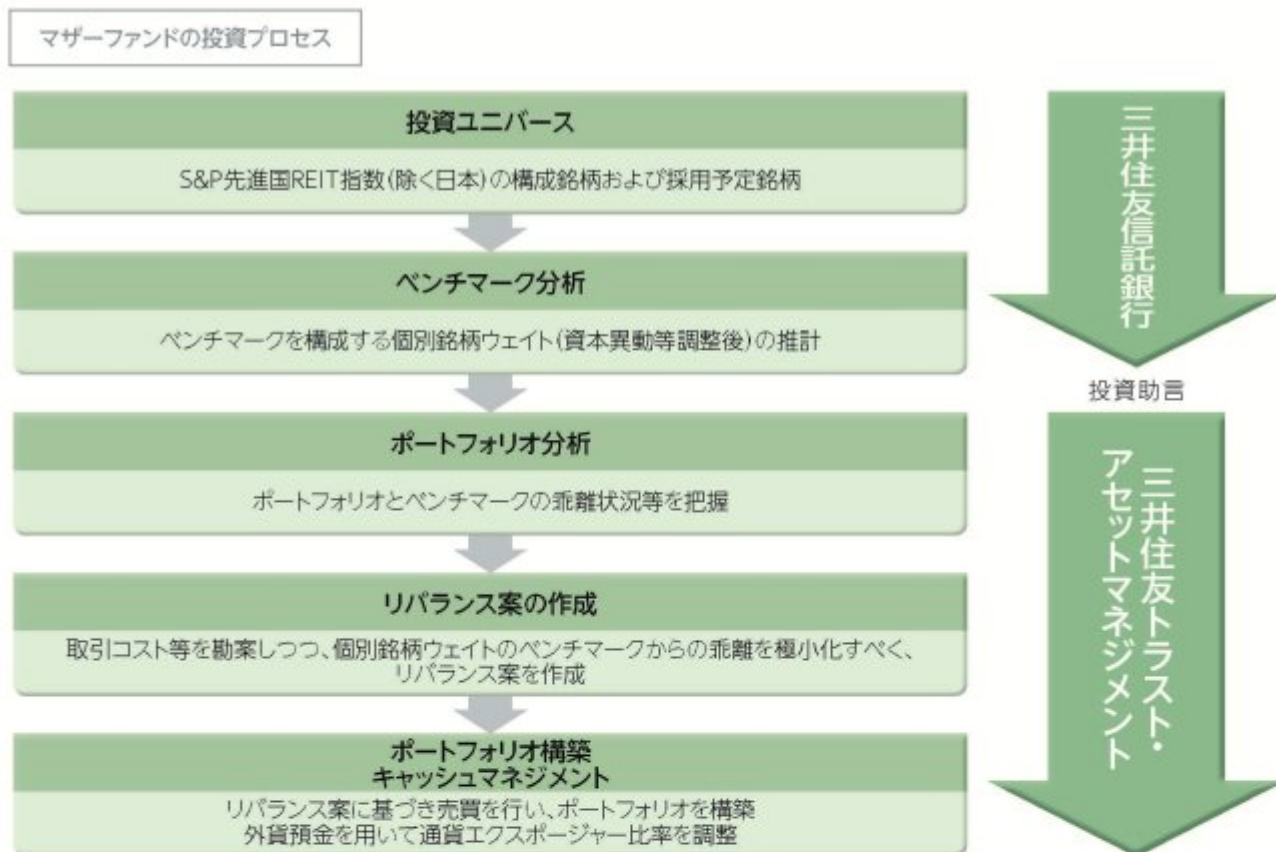 マザーファンドの投資プロセス
投資ユニバース
S&P先進国REIT指数(除く日本)の構成銘柄および採用予定銘柄
ベンチマーク分析
ベンチマークを構成する個別銘柄ウェイト(資本異動等調整後)の推計
ポートフォリオ分析
ポートフォリオとベンチマークの乖離状況等を把握
リバランス案の作成
取引コスト等を勘案しつつ、個別銘柄ウェイトのベンチマークからの乖離を極小化すべく、
リバランス案を作成
ポートフォリオ構築
キャッシュマネジメント
リバランス案に基づき売買を行い、ポートフォリオを構築
外貨預金を用いて通貨エクスポージャー比率を調整
三井住友信託銀行
投資助言
三井住友トラスト・
アセットマネジメント